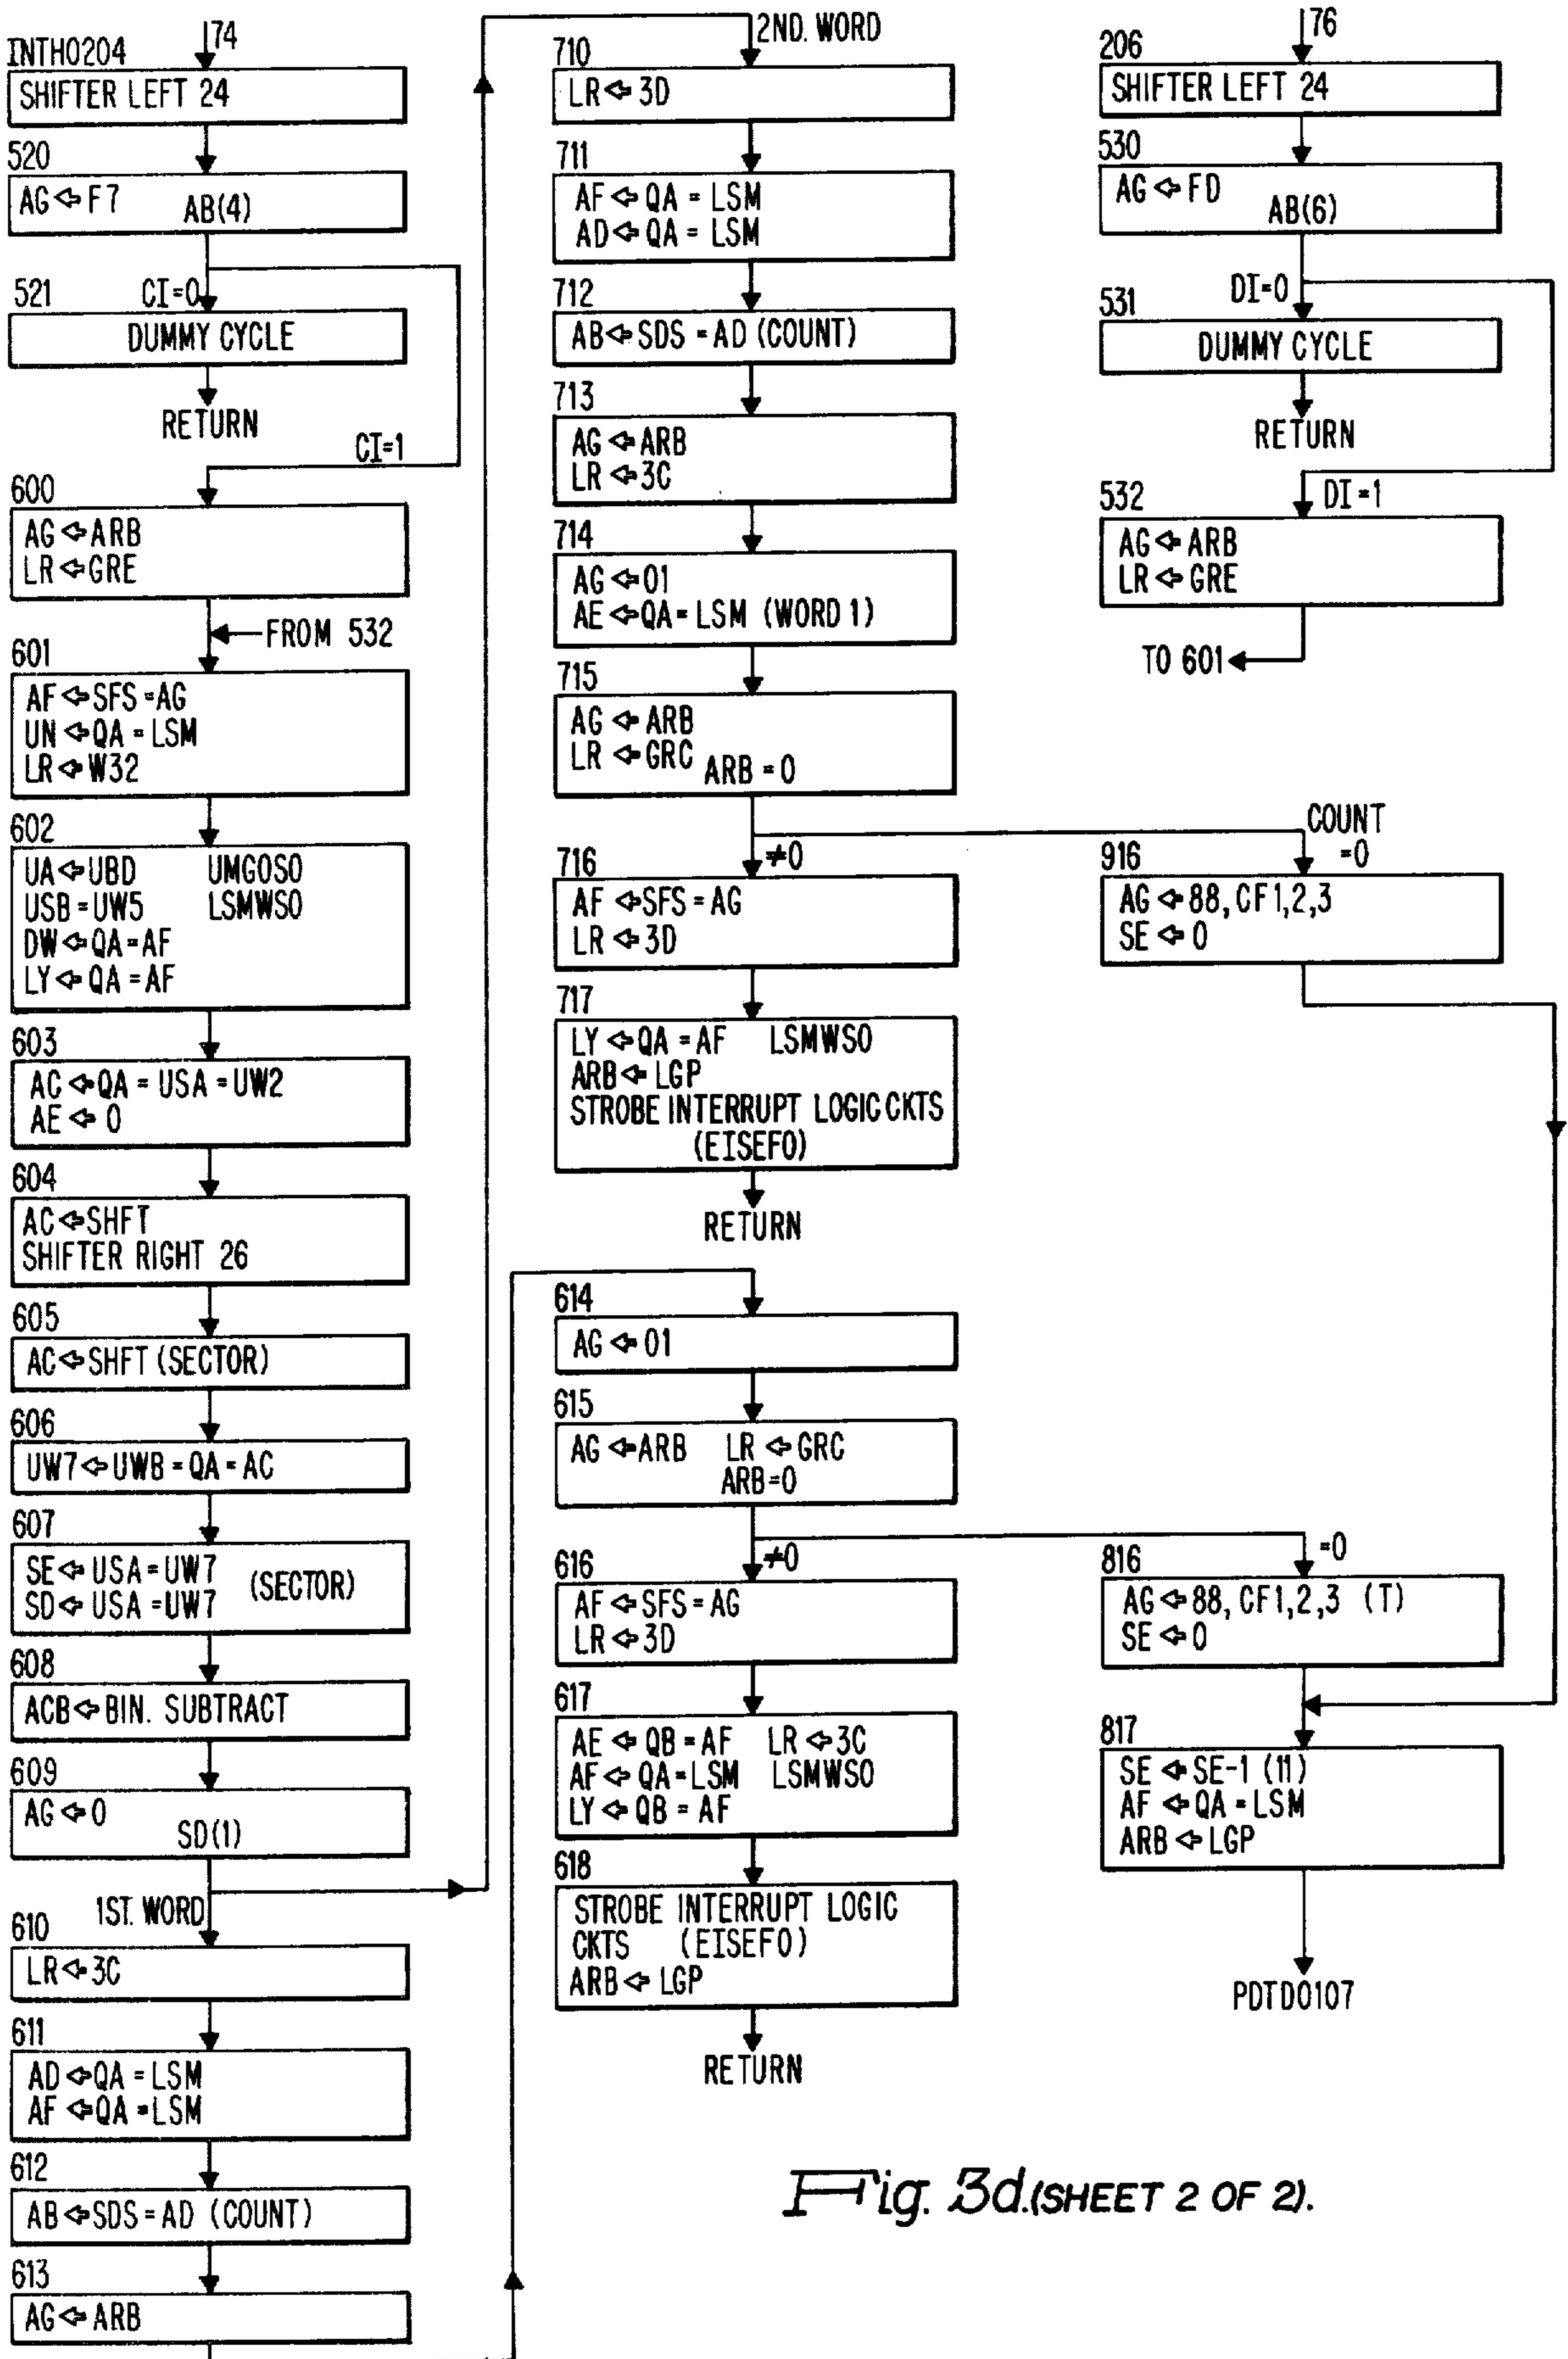 74
INTH0204
SHIFTER LEFT 24
520
AG⇦F7 AB(4)
521 CI=0
DUMMY CYCLE
RETURN
CI=1
600
AG⇦ARB
LR⇦GRE
FROM 532
601
AF⇦SFS=AG
UN⇦QA=LSM
LR⇦W32
602
UA⇦UBD UMGOSO
USB=UW5 LSMWSO
DW⇦QA=AF
LY⇦QA=AF
603
AC⇦QA=USA=UW2
AE⇦0
604
AC⇦SHFT
SHIFTER RIGHT 26
605
AC⇦SHFT (SECTOR)
606
UW7⇦UWB=QA=AC
607
SE⇦USA=UW7
SD⇦USA=UW7 (SECTOR)
608
ACB⇦BIN. SUBTRACT
609
AG⇦0
SD(1)
1ST. WORD
610
LR⇦3C
611
AD⇦QA=LSM
AF⇦QA=LSM
612
AB⇦SDS=AD (COUNT)
613
AG⇦ARB
2ND. WORD
710
LR⇦3D
711
AF⇦QA=LSM
AD⇦QA=LSM
712
AB⇦SDS=AD (COUNT)
713
AG⇦ARB
LR⇦3C
714
AG⇦01
AE⇦QA=LSM (WORD 1)
715
AG⇦ARB
LR⇦GRC ARB=0
716 ≠0
AF⇦SFS=AG
LR⇦3D
717
LY⇦QA=AF LSMWSO
ARB⇦LGP
STROBE INTERRUPT LOGIC CKTS
(EISEFO)
RETURN
614
AG⇦01
615
AG⇦ARB LR⇦GRC
ARB=0
616 ≠0
AF⇦SFS=AG
LR⇦3D
617
AE⇦QB=AF LR⇦3C
AF⇦QA=LSM LSMWSO
LY⇦QB=AF
618
STROBE INTERRUPT LOGIC
CKTS (EISEFO)
ARB⇦LGP
RETURN
76
206
SHIFTER LEFT 24
530
AG⇦FD
AB(6)
531 DI=0
DUMMY CYCLE
RETURN
532 DI=1
AG⇦ARB
LR⇦GRE
TO 601
COUNT
916 =0
AG⇦88, CF1,2,3
SE⇦0
816 =0
AG⇦88, CF1,2,3 (T)
SE⇦0
817
SE⇦SE-1 (11)
AF⇦QA=LSM
ARB⇦LGP
PDTD0107
Fig. 3d.(SHEET 2 OF 2).